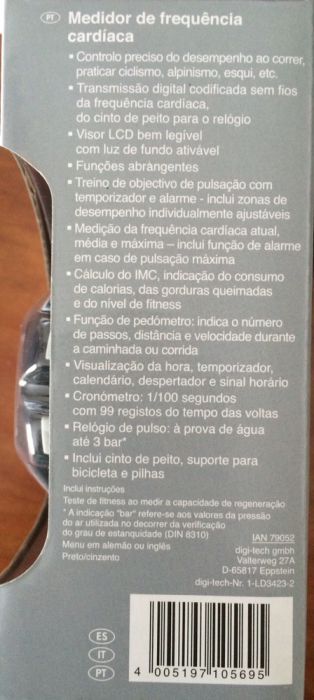 PT Medidor de frequência
cardíaca
▪ Controlo preciso do desempenho ao correr,
praticar ciclismo, alpinismo, esqui, etc.
▪ Transmissão digital codificada sem fios
da frequência cardíaca,
do cinto de peito para o relógio
▪ Visor LCD bem legível
com luz de fundo ativável
▪ Funções abrangentes
▪ Treino de objectivo de pulsação com
temporizador e alarme - inclui zonas de
desempenho individualmente ajustáveis
▪ Medição da frequência cardíaca atual,
média e máxima – inclui função de alarme
em caso de pulsação máxima
▪ Cálculo do IMC, indicação do consumo
de calorias, das gorduras queimadas
e do nível de fitness
▪ Função de pedómetro: indica o número
de passos, distância e velocidade durante
a caminhada ou corrida
▪ Visualização da hora, temporizador,
calendário, despertador e sinal horário
▪ Cronómetro: 1/100 segundos
com 99 registos do tempo das voltas
▪ Relógio de pulso: à prova de água
até 3 bar*
▪ Inclui cinto de peito, suporte para
bicicleta e pilhas
Inclui instruções
Teste de fitness ao medir a capacidade de regeneração
* A indicação "bar" refere-se aos valores da pressão
do ar utilizada no decorrer da verificação
do grau de estanquidade (DIN 8310)
Menu em alemão ou inglês
Preto/cinzento
IAN 79052
digi-tech gmbh
Valterweg 27A
D-65817 Eppstein
digi-tech-Nr. 1-LD3423-2
ES
IT
PT
4 005197 105695